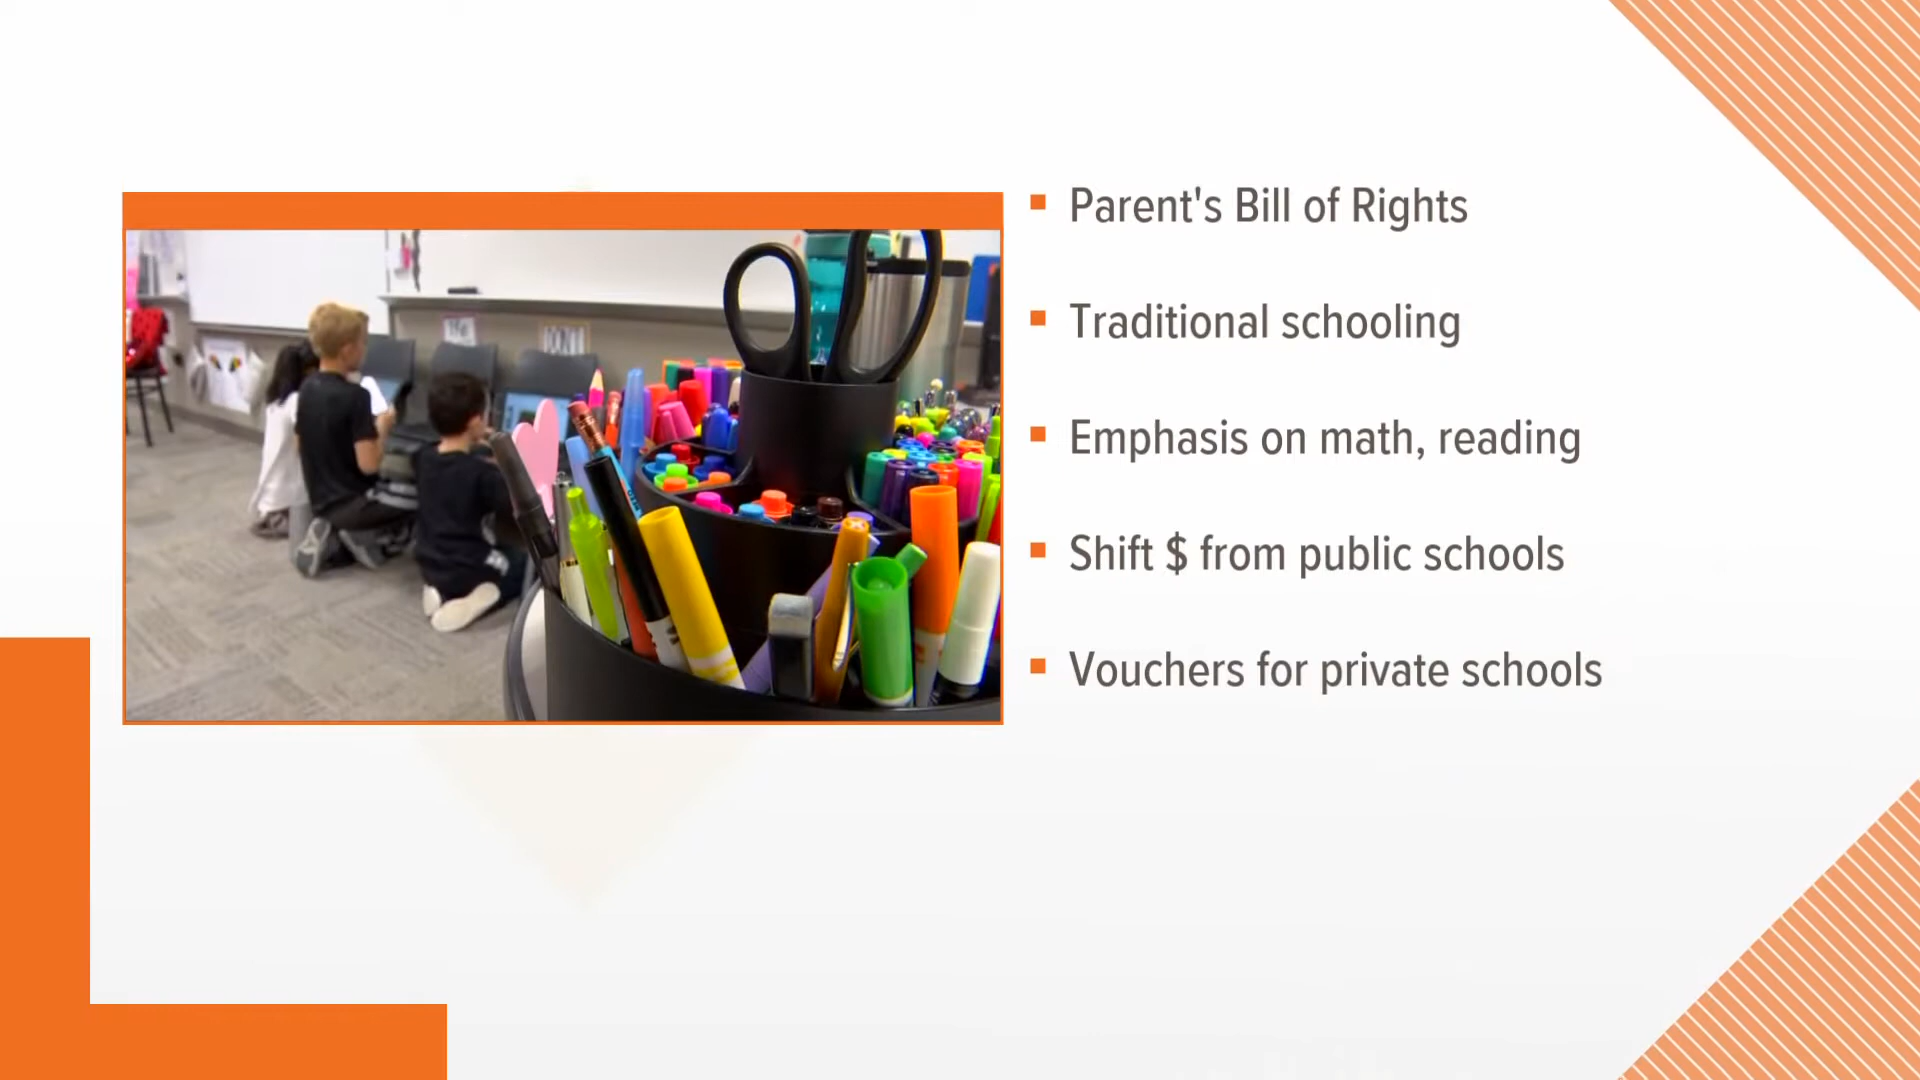 Parent's Bill of Rights
Traditional schooling
Emphasis on math, reading
Shift $ from public schools
Vouchers for private schools